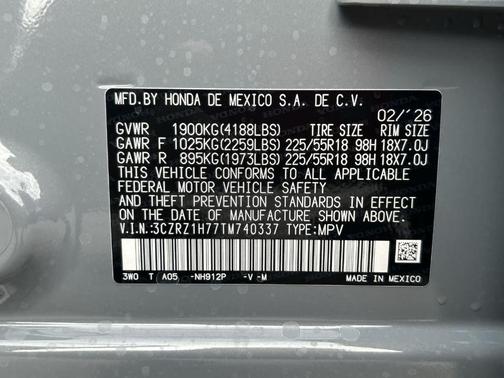 MFD.BY HONDA DE MEXICO S.A. DE C.V.
02/'26
GVWR 1900KG(4188LBS) TIRE SIZE RIM SIZE
GAWR F 1025KG(2259LBS) 225/55R18 98H 18X7.0J
GAWR R 895KG(1973LBS) 225/55R18 98H 18X7.0J
THIS VEHICLE CONFORMS TO ALL APPLICABLE
FEDERAL MOTOR VEHICLE SAFETY
AND THEFT PREVENTION STANDARDS IN EFFECT
ON THE DATE OF MANUFACTURE SHOWN ABOVE.
V.I.N.:3CZRZ1H77TM740337 TYPE:MPV
3W0 T A05 -NH912P -V -M
MADE IN MEXICO